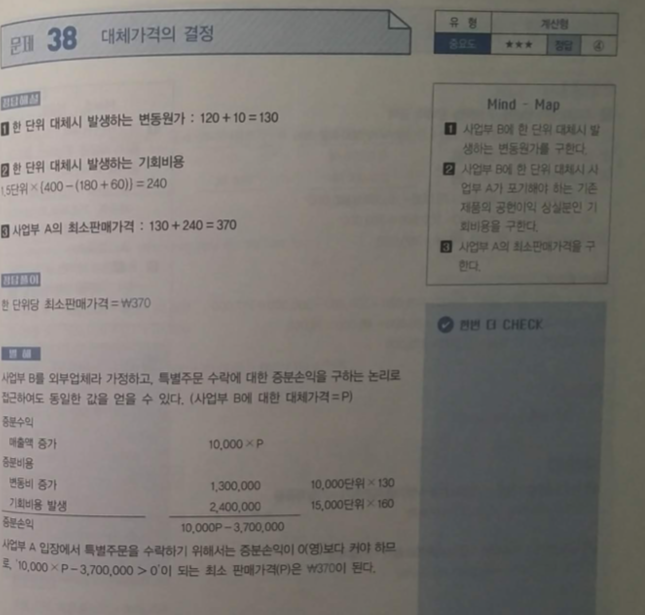 문제 38 대체가격의 결정
유 형 계산형
중요도 ★★★ 정답 ④
정답해설
1 한 단위 대체시 발생하는 변동원가 : 120+10=130
2 한 단위 대체시 발생하는 기회비용
1.5단위×{400-(180+60)}=240
3 사업부 A의 최소판매가격 : 130+240=370
정답풀이
한 단위당 최소판매가격=₩370
별 해
사업부 B를 외부업체라 가정하고, 특별주문 수락에 대한 증분손익을 구하는 논리로
접근하여도 동일한 값을 얻을 수 있다. (사업부 B에 대한 대체가격=P)
증분수익
매출액 증가 10,000×P
증분비용
변동비 증가 1,300,000 10,000단위×130
기회비용 발생 2,400,000 15,000단위×160
증분손익 10,000P-3,700,000
사업부 A 입장에서 특별주문을 수락하기 위해서는 증분손익이 0(영)보다 커야 하므
로, '10,000×P-3,700,000 > 0'이 되는 최소 판매가격(P)은 ₩370이 된다.
Mind - Map
1 사업부 B에 한 단위 대체시 발
생하는 변동원가를 구한다.
2 사업부 B에 한 단위 대체시 사
업부 A가 포기해야 하는 기존
제품의 공헌이익 상실분인 기
회비용을 구한다.
3 사업부 A의 최소판매가격을 구
한다.
한번 더 CHECK